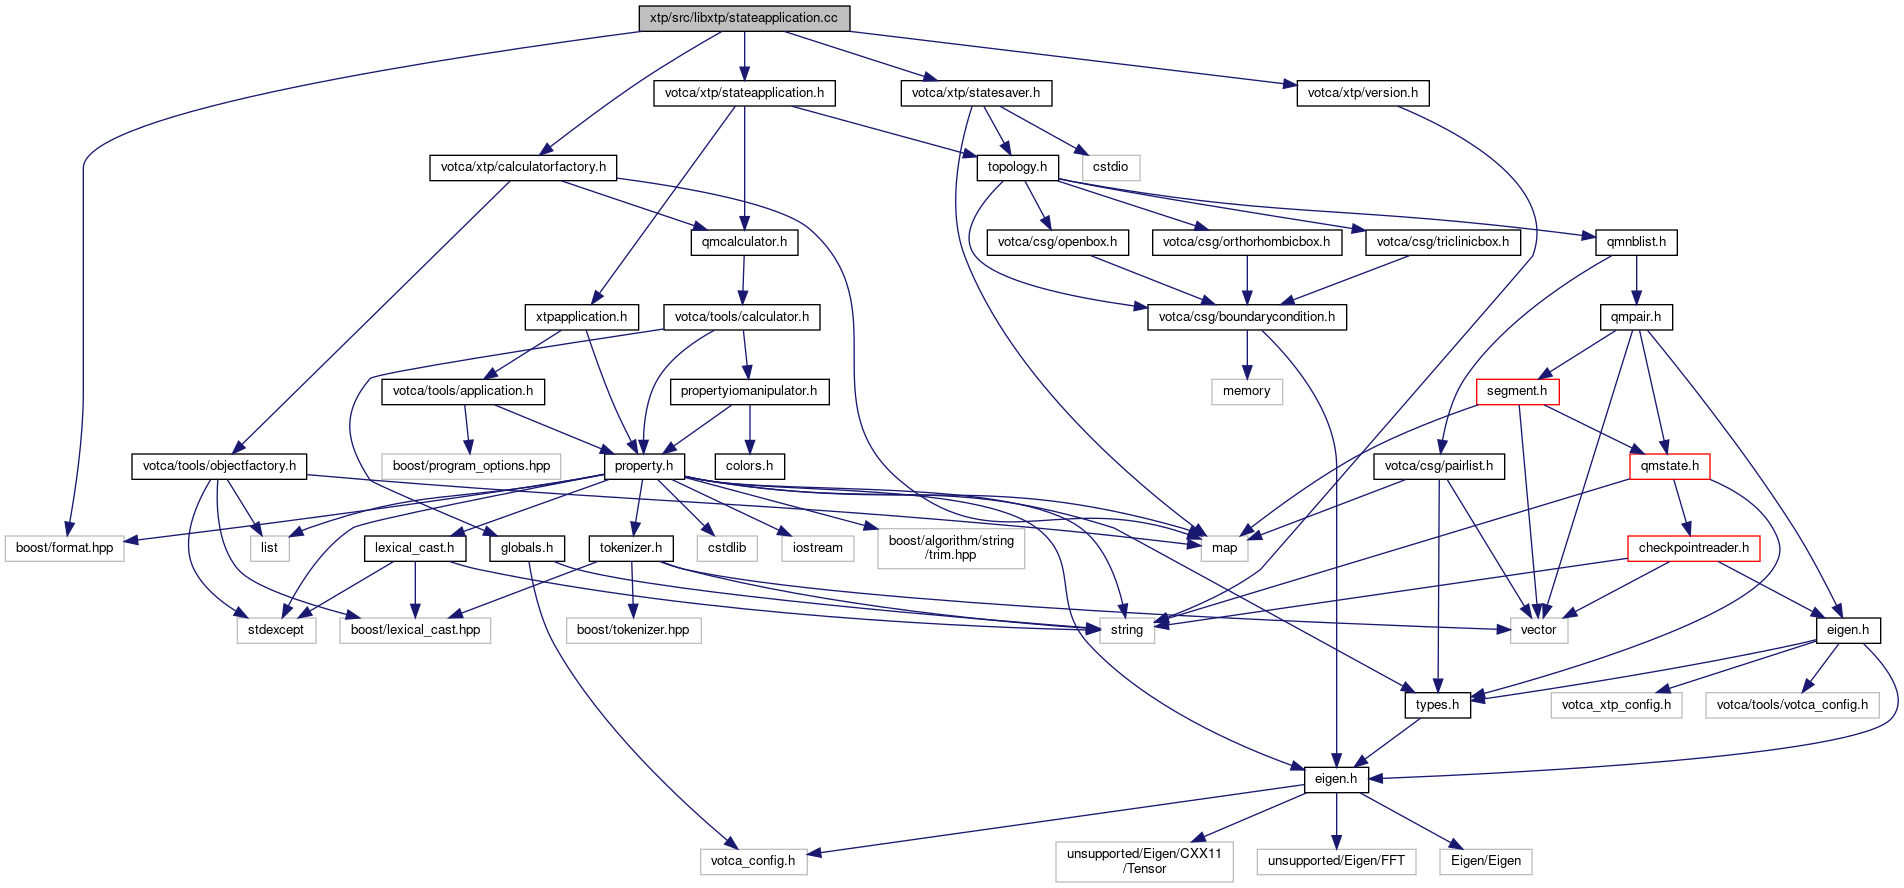 xtp/src/libxtp/stateapplication.cc
votca/xtp/stateapplication.h
votca/xtp/statesaver.h
votca/xtp/version.h
votca/xtp/calculatorfactory.h
topology.h
cstdio
qmcalculator.h
votca/csg/openbox.h
votca/csg/orthorhombicbox.h
votca/csg/triclinicbox.h
qmnblist.h
xtpapplication.h
votca/tools/calculator.h
votca/csg/boundarycondition.h
qmpair.h
votca/tools/application.h
propertyiomanipulator.h
memory
segment.h
votca/tools/objectfactory.h
boost/program_options.hpp
property.h
colors.h
votca/csg/pairlist.h
qmstate.h
boost/format.hpp
list
lexical_cast.h
globals.h
tokenizer.h
cstdlib
iostream
boost/algorithm/string
/trim.hpp
map
checkpointreader.h
stdexcept
boost/lexical_cast.hpp
boost/tokenizer.hpp
string
vector
eigen.h
types.h
votca_xtp_config.h
votca/tools/votca_config.h
eigen.h
votca_config.h
unsupported/Eigen/CXX11
/Tensor
unsupported/Eigen/FFT
Eigen/Eigen